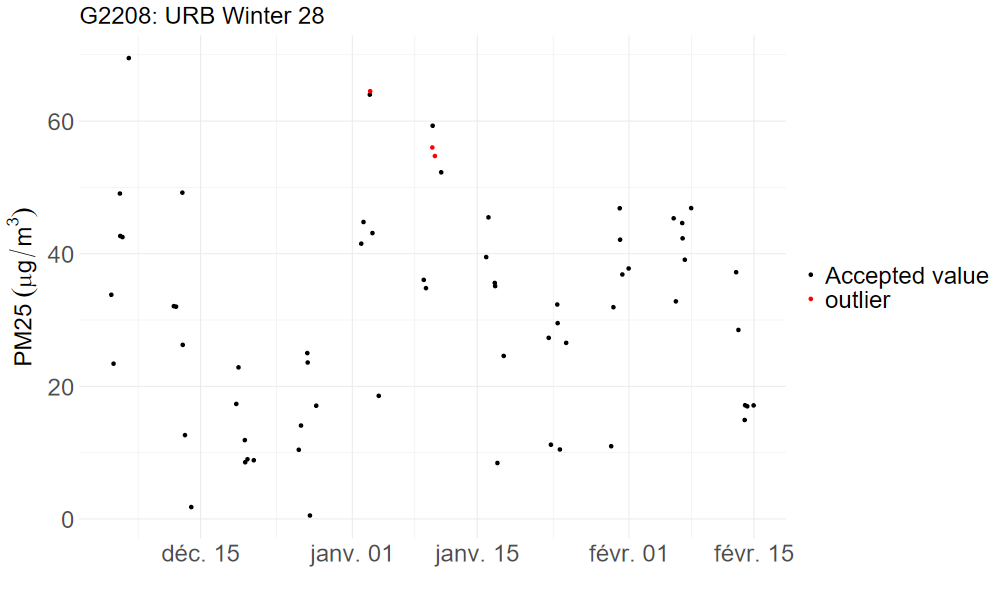 G2208: URB Winter 28
PM25 (μg/m³)
60
40
20
0
déc. 15
janv. 01
janv. 15
févr. 01
févr. 15
Accepted value
outlier